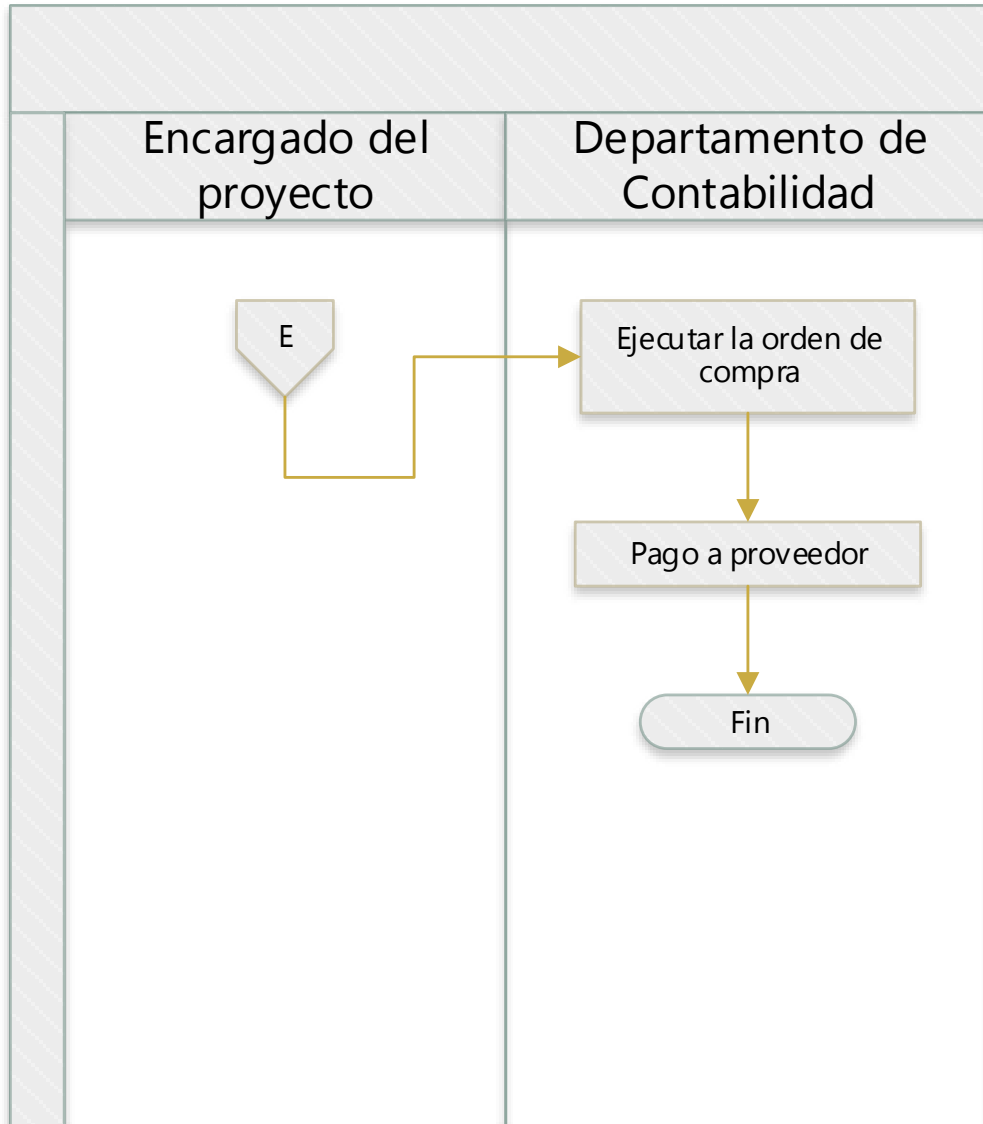 Encargado del
proyecto
Departamento de
Contabilidad
E
Ejecutar la orden de
compra
Pago a proveedor
Fin